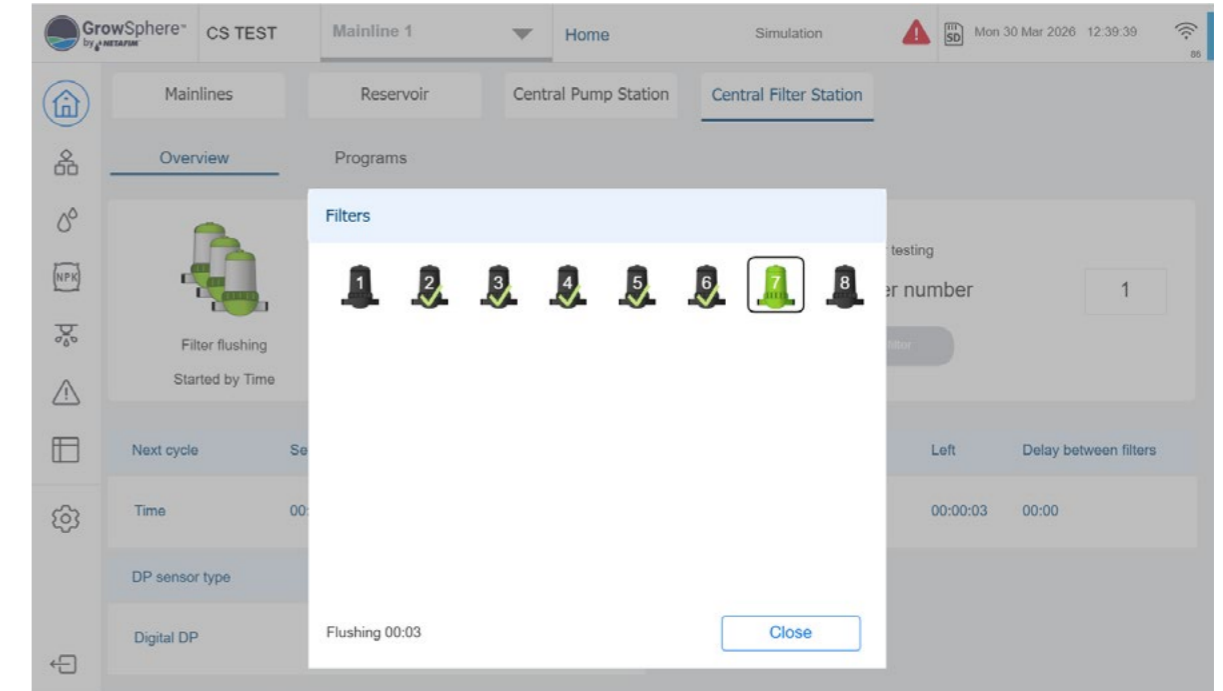 GrowSphere™
by NETAFIM
CS TEST
Mainline 1
Home
Simulation
SD
Mon 30 Mar 2026 12:39:39
86
Mainlines
Reservoir
Central Pump Station
Central Filter Station
Overview
Programs
NPK
Filters
1 2 3 4 5 6 7 8
testing
er number
1
Filter flushing
Started by Time
Next cycle
Se
Left
Delay between filters
Time
00:
00:00:03
00:00
DP sensor type
Digital DP
Flushing 00:03
Close